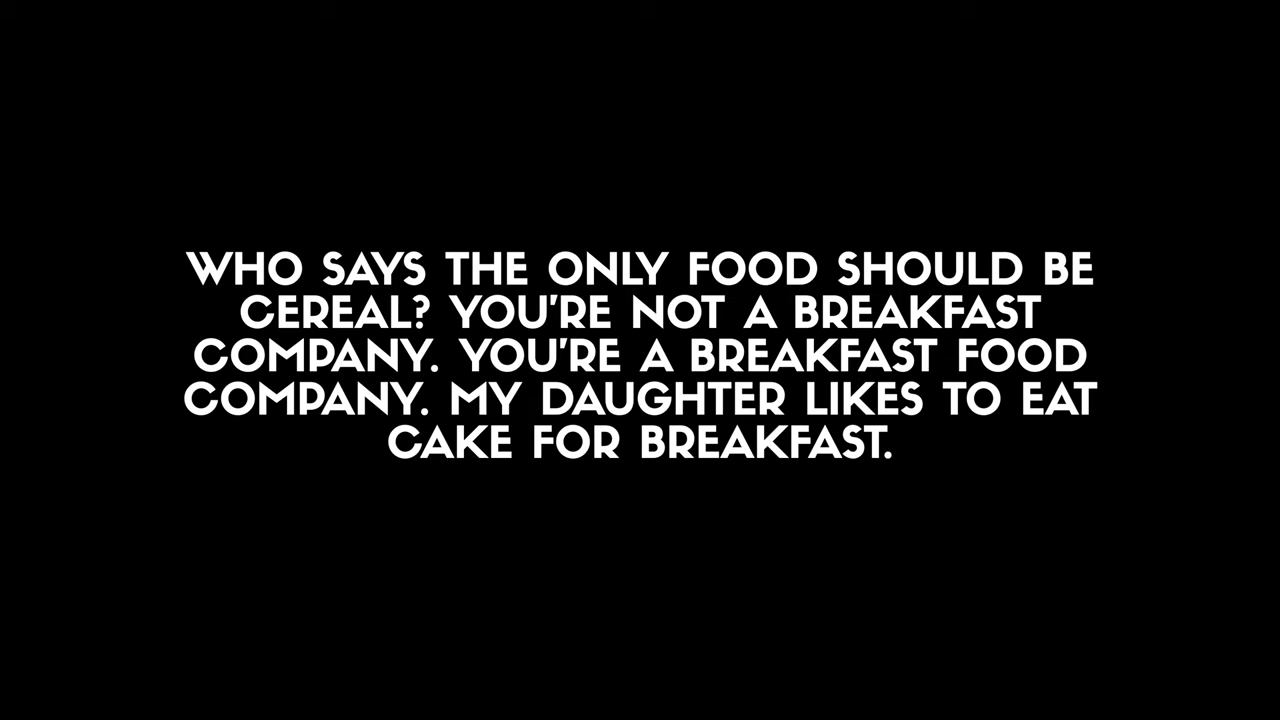 WHO SAYS THE ONLY FOOD SHOULD BE
CEREAL? YOU'RE NOT A BREAKFAST
COMPANY. YOU'RE A BREAKFAST FOOD
COMPANY. MY DAUGHTER LIKES TO EAT
CAKE FOR BREAKFAST.